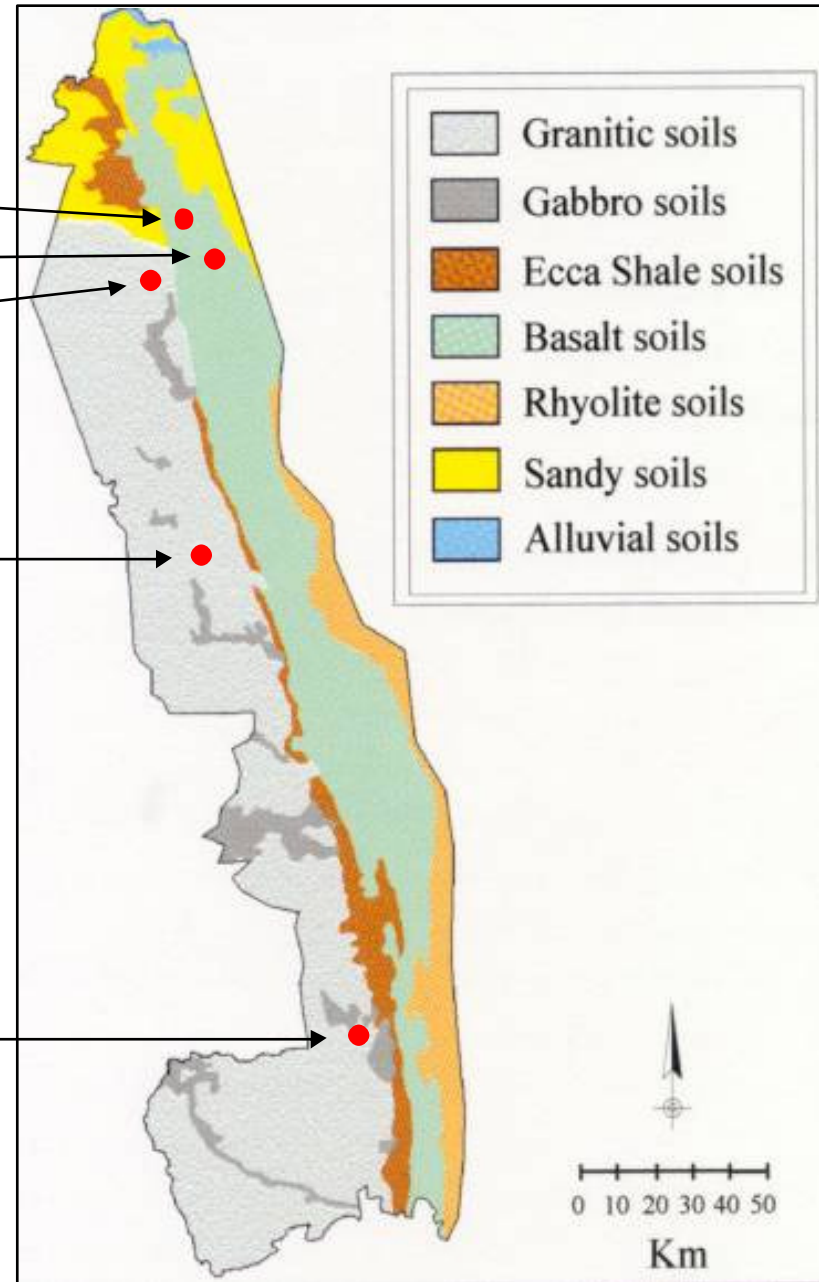 Granitic soils
Gabbro soils
Ecca Shale soils
Basalt soils
Rhyolite soils
Sandy soils
Alluvial soils
0 10 20 30 40 50
Km